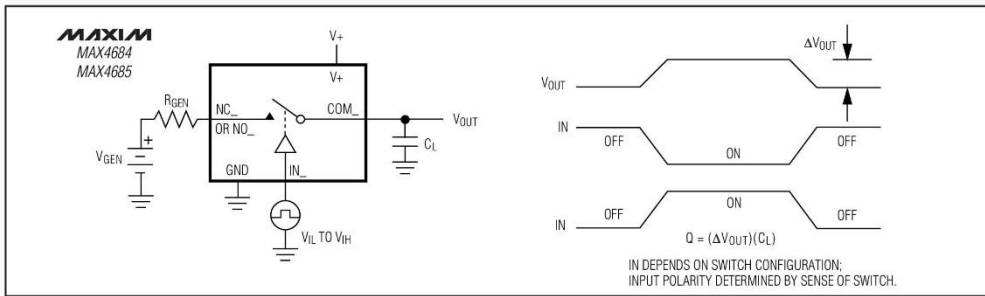 MAXIM
MAX4684
MAX4685
V+
V+
RGEN
NC_
OR NO_
COM_
VOUT
CL
VGEN
+
GND
IN_
VIL TO VIH
ΔVOUT
VOUT
IN
OFF
ON
OFF
IN
OFF
ON
OFF
Q = (ΔVOUT)(CL)
IN DEPENDS ON SWITCH CONFIGURATION;
INPUT POLARITY DETERMINED BY SENSE OF SWITCH.